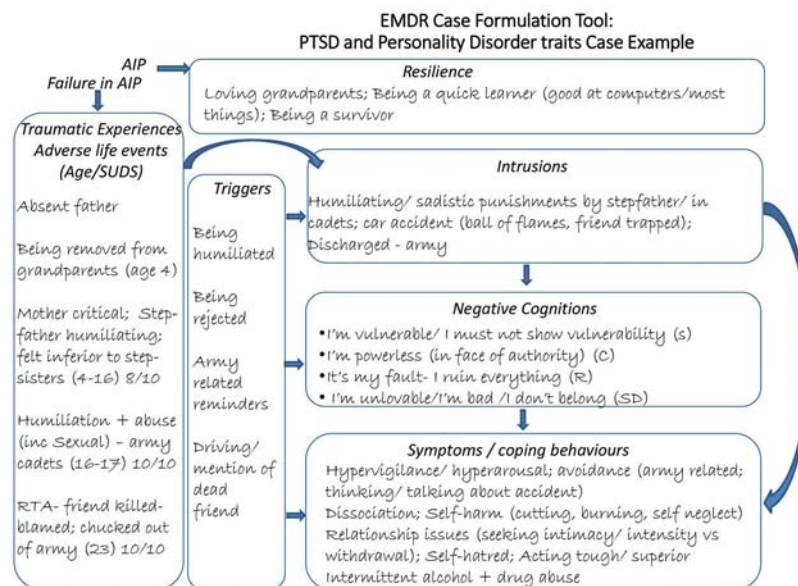 EMDR Case Formulation Tool:
PTSD and Personality Disorder traits Case Example
AIP
Failure in AIP
Resilience
Loving grandparents; Being a quick learner (good at computers/most
things); Being a survivor
Traumatic Experiences
Adverse life events
(Age/SUDS)
Absent father
Being removed from
grandparents (age 4)
Mother critical; Step-
father humiliating;
felt inferior to step-
sisters (4-16) 8/10
Humiliation + abuse
(inc Sexual) – army
cadets (16-17) 10/10
RTA- friend killed-
blamed; chucked out
of army (23) 10/10
Triggers
Being
humiliated
Being
rejected
Army
related
reminders
Driving/
mention of
dead
friend
Intrusions
Humiliating/ sadistic punishments by stepfather/ in
cadets; car accident (ball of flames, friend trapped);
Discharged - army
Negative Cognitions
•I'm vulnerable/ I must not show vulnerability (S)
•I'm powerless (in face of authority) (C)
•It's my fault- I ruin everything (R)
• I'm unlovable/I'm bad /I don't belong (SD)
Symptoms / coping behaviours
Hypervigilance/ hyperarousal; avoidance (army related;
thinking/ talking about accident)
Dissociation; Self-harm (cutting, burning, self neglect)
Relationship issues (seeking intimacy/ intensity vs
withdrawal); Self-hatred; Acting tough/ superior
Intermittent alcohol + drug abuse